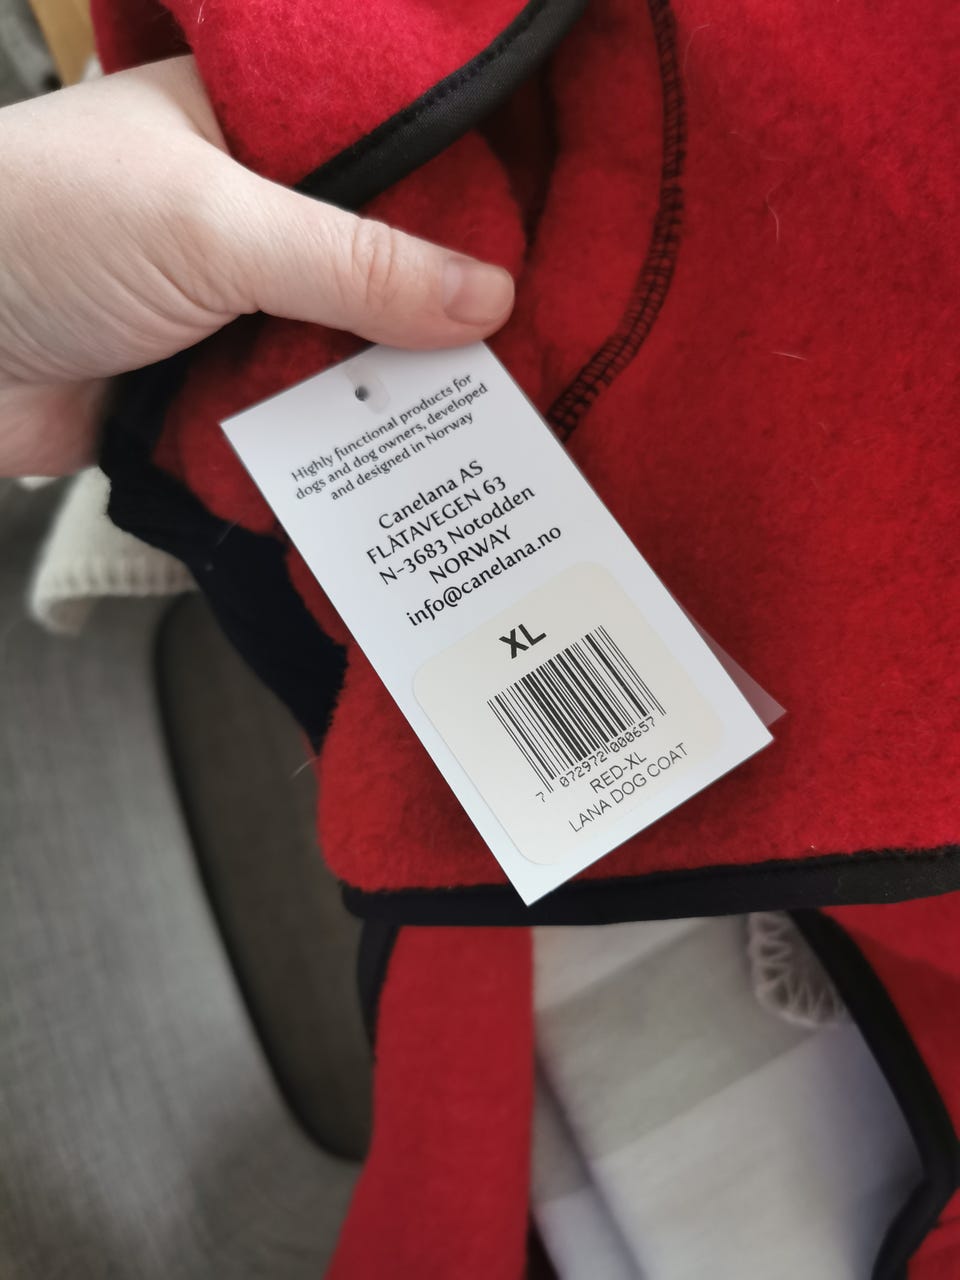 Highly functional products for
dogs and dog owners, developed
and designed in Norway
Canelana AS
FLÅTAVEGEN 63
N-3683 Notodden
NORWAY
info@canelana.no
XL
7 072972 000657
RED-XL
LANA DOG COAT